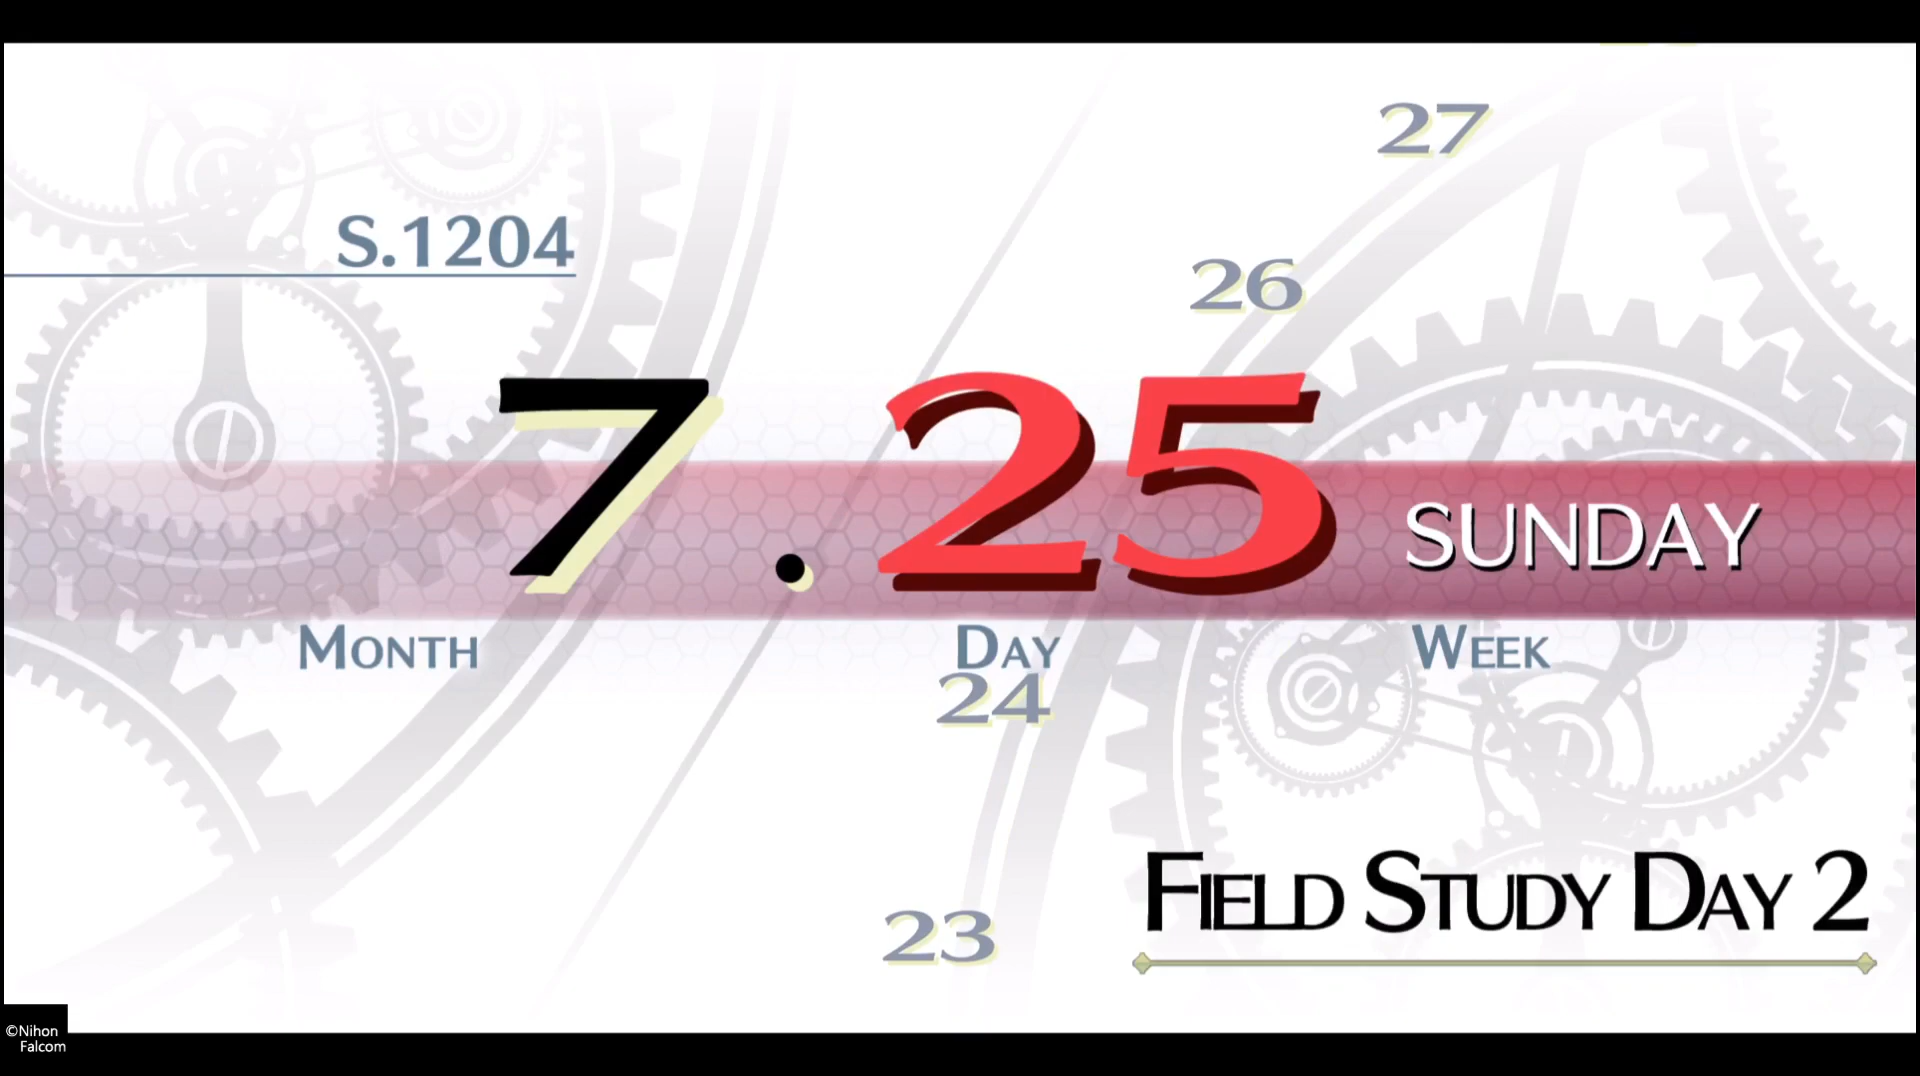 27
S.1204
26
7.25 SUNDAY
MONTH DAY WEEK
24
23
FIELD STUDY DAY 2
©Nihon
Falcom